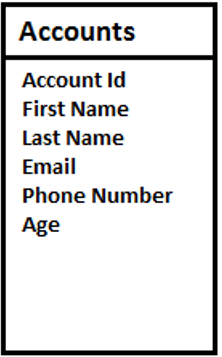 Accounts
Account Id
First Name
Last Name
Email
Phone Number
Age